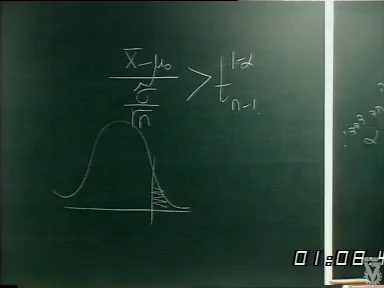 x̄-μ₀ / (σ̂/√n) > t^{1-α}_{n-1}
α
01:08:4